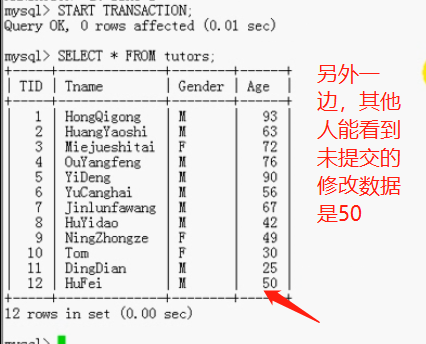 mysql> START TRANSACTION;
Query OK, 0 rows affected (0.01 sec)
mysql> SELECT * FROM tutors;
+-----+---------------+--------+------+
| TID | Tname | Gender | Age |
+-----+---------------+--------+------+
| 1 | HongQigong | M | 93 |
| 2 | HuangYaoshi | M | 63 |
| 3 | Miejueshitai | F | 72 |
| 4 | OuYangfeng | M | 76 |
| 5 | YiDeng | M | 90 |
| 6 | YuCanghai | M | 56 |
| 7 | Jinlunfawang | M | 67 |
| 8 | HuYidao | M | 42 |
| 9 | NingZhongze | F | 49 |
| 10 | Tom | F | 30 |
| 11 | DingDian | M | 25 |
| 12 | HuFei | M | 50 |
+-----+---------------+--------+------+
12 rows in set (0.00 sec)
mysql>
另外一
边，其他
人能看到
未提交的
修改数据
是50